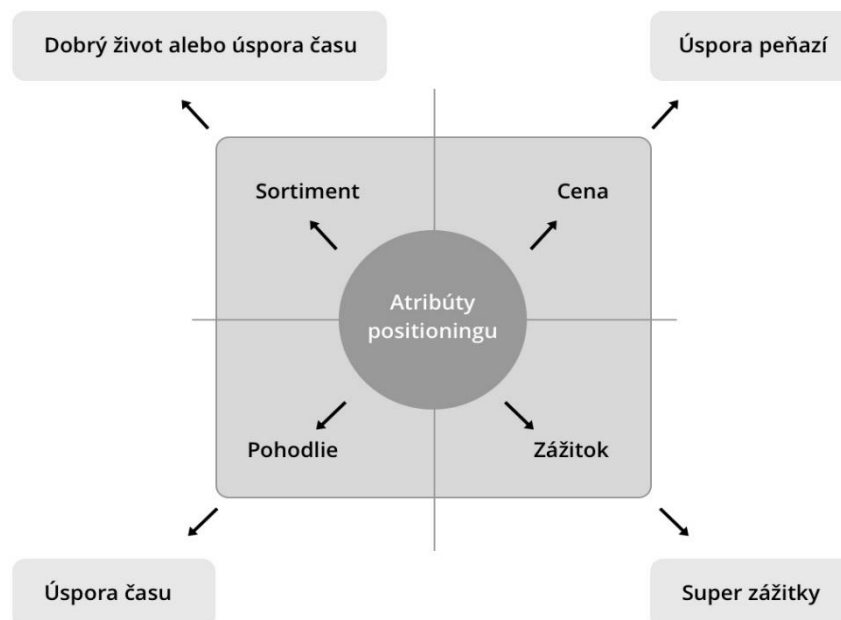 Dobrý život alebo úspora času
Úspora peňazí
Sortiment
Cena
Atribúty
positioningu
Pohodlie
Zážitok
Úspora času
Super zážitky